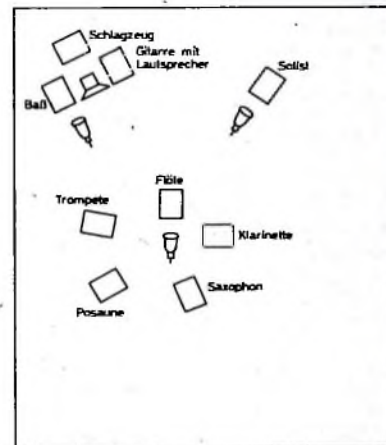 Schlagzeug
Gitarre mit
Lautsprecher
Baß
Solist
Flöte
Trompete
Klarinette
Posaune
Saxophon